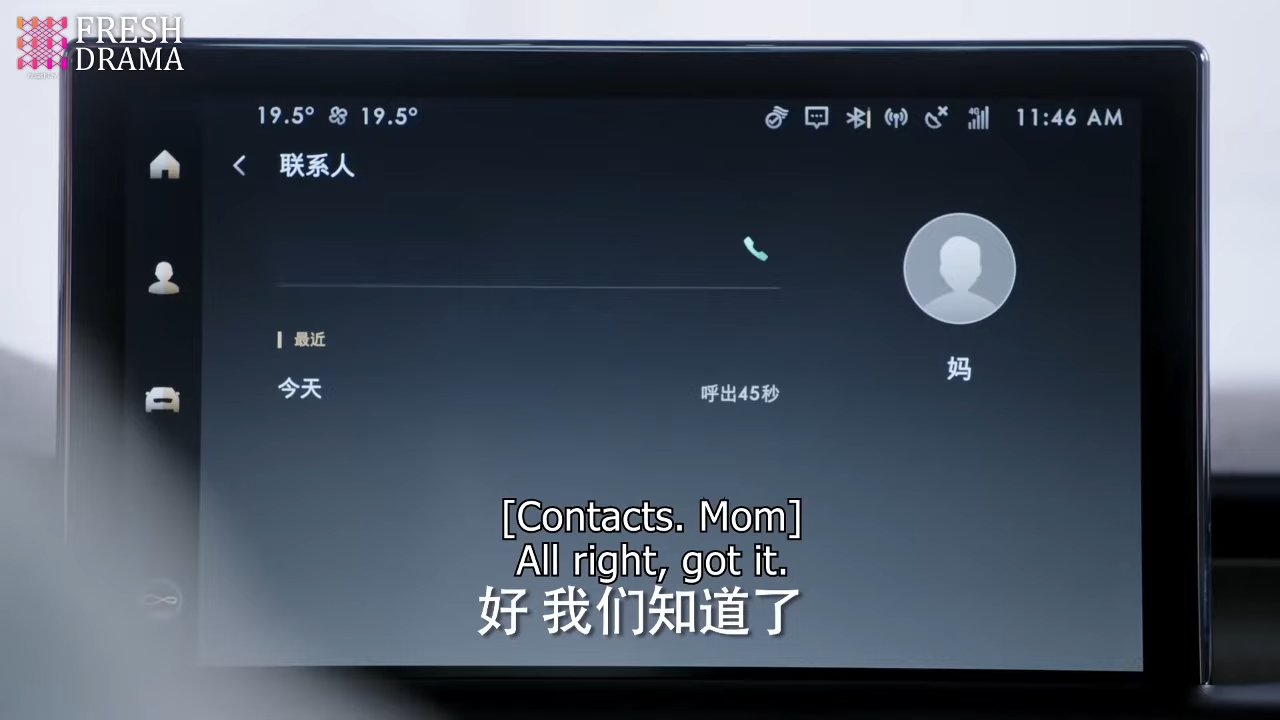 FRESH
DRAMA
19.5° 19.5°
4G
11:46 AM
联系人
最近
今天
呼出45秒
妈
[Contacts. Mom]
All right, got it.
好 我们知道了